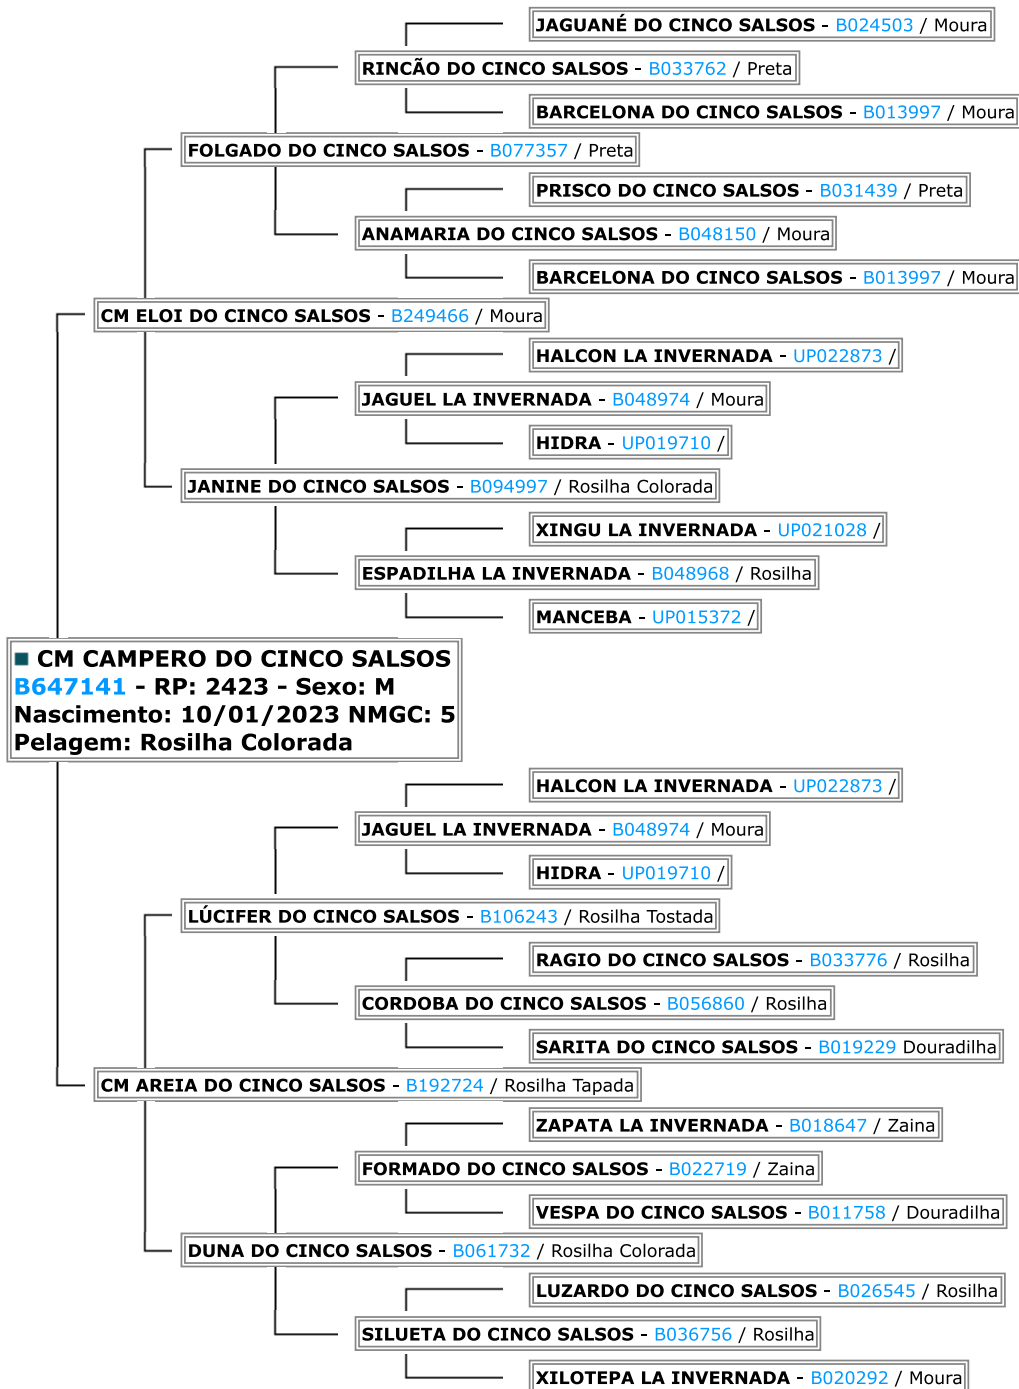 JAGUANÉ DO CINCO SALSOS - B024503 / Moura
RINCÃO DO CINCO SALSOS - B033762 / Preta
BARCELONA DO CINCO SALSOS - B013997 / Moura
FOLGADO DO CINCO SALSOS - B077357 / Preta
PRISCO DO CINCO SALSOS - B031439 / Preta
ANAMARIA DO CINCO SALSOS - B048150 / Moura
BARCELONA DO CINCO SALSOS - B013997 / Moura
CM ELOI DO CINCO SALSOS - B249466 / Moura
HALCON LA INVERNADA - UP022873 /
JAGUEL LA INVERNADA - B048974 / Moura
HIDRA - UP019710 /
JANINE DO CINCO SALSOS - B094997 / Rosilha Colorada
XINGU LA INVERNADA - UP021028 /
ESPADILHA LA INVERNADA - B048968 / Rosilha
MANCEBA - UP015372 /
CM CAMPERO DO CINCO SALSOS
B647141 - RP: 2423 - Sexo: M
Nascimento: 10/01/2023 NMGC: 5
Pelagem: Rosilha Colorada
HALCON LA INVERNADA - UP022873 /
JAGUEL LA INVERNADA - B048974 / Moura
HIDRA - UP019710 /
LÚCIFER DO CINCO SALSOS - B106243 / Rosilha Tostada
RAGIO DO CINCO SALSOS - B033776 / Rosilha
CORDOBA DO CINCO SALSOS - B056860 / Rosilha
SARITA DO CINCO SALSOS - B019229 Douradilha
CM AREIA DO CINCO SALSOS - B192724 / Rosilha Tapada
ZAPATA LA INVERNADA - B018647 / Zaina
FORMADO DO CINCO SALSOS - B022719 / Zaina
VESPA DO CINCO SALSOS - B011758 / Douradilha
DUNA DO CINCO SALSOS - B061732 / Rosilha Colorada
LUZARDO DO CINCO SALSOS - B026545 / Rosilha
SILUETA DO CINCO SALSOS - B036756 / Rosilha
XILOTEPA LA INVERNADA - B020292 / Moura